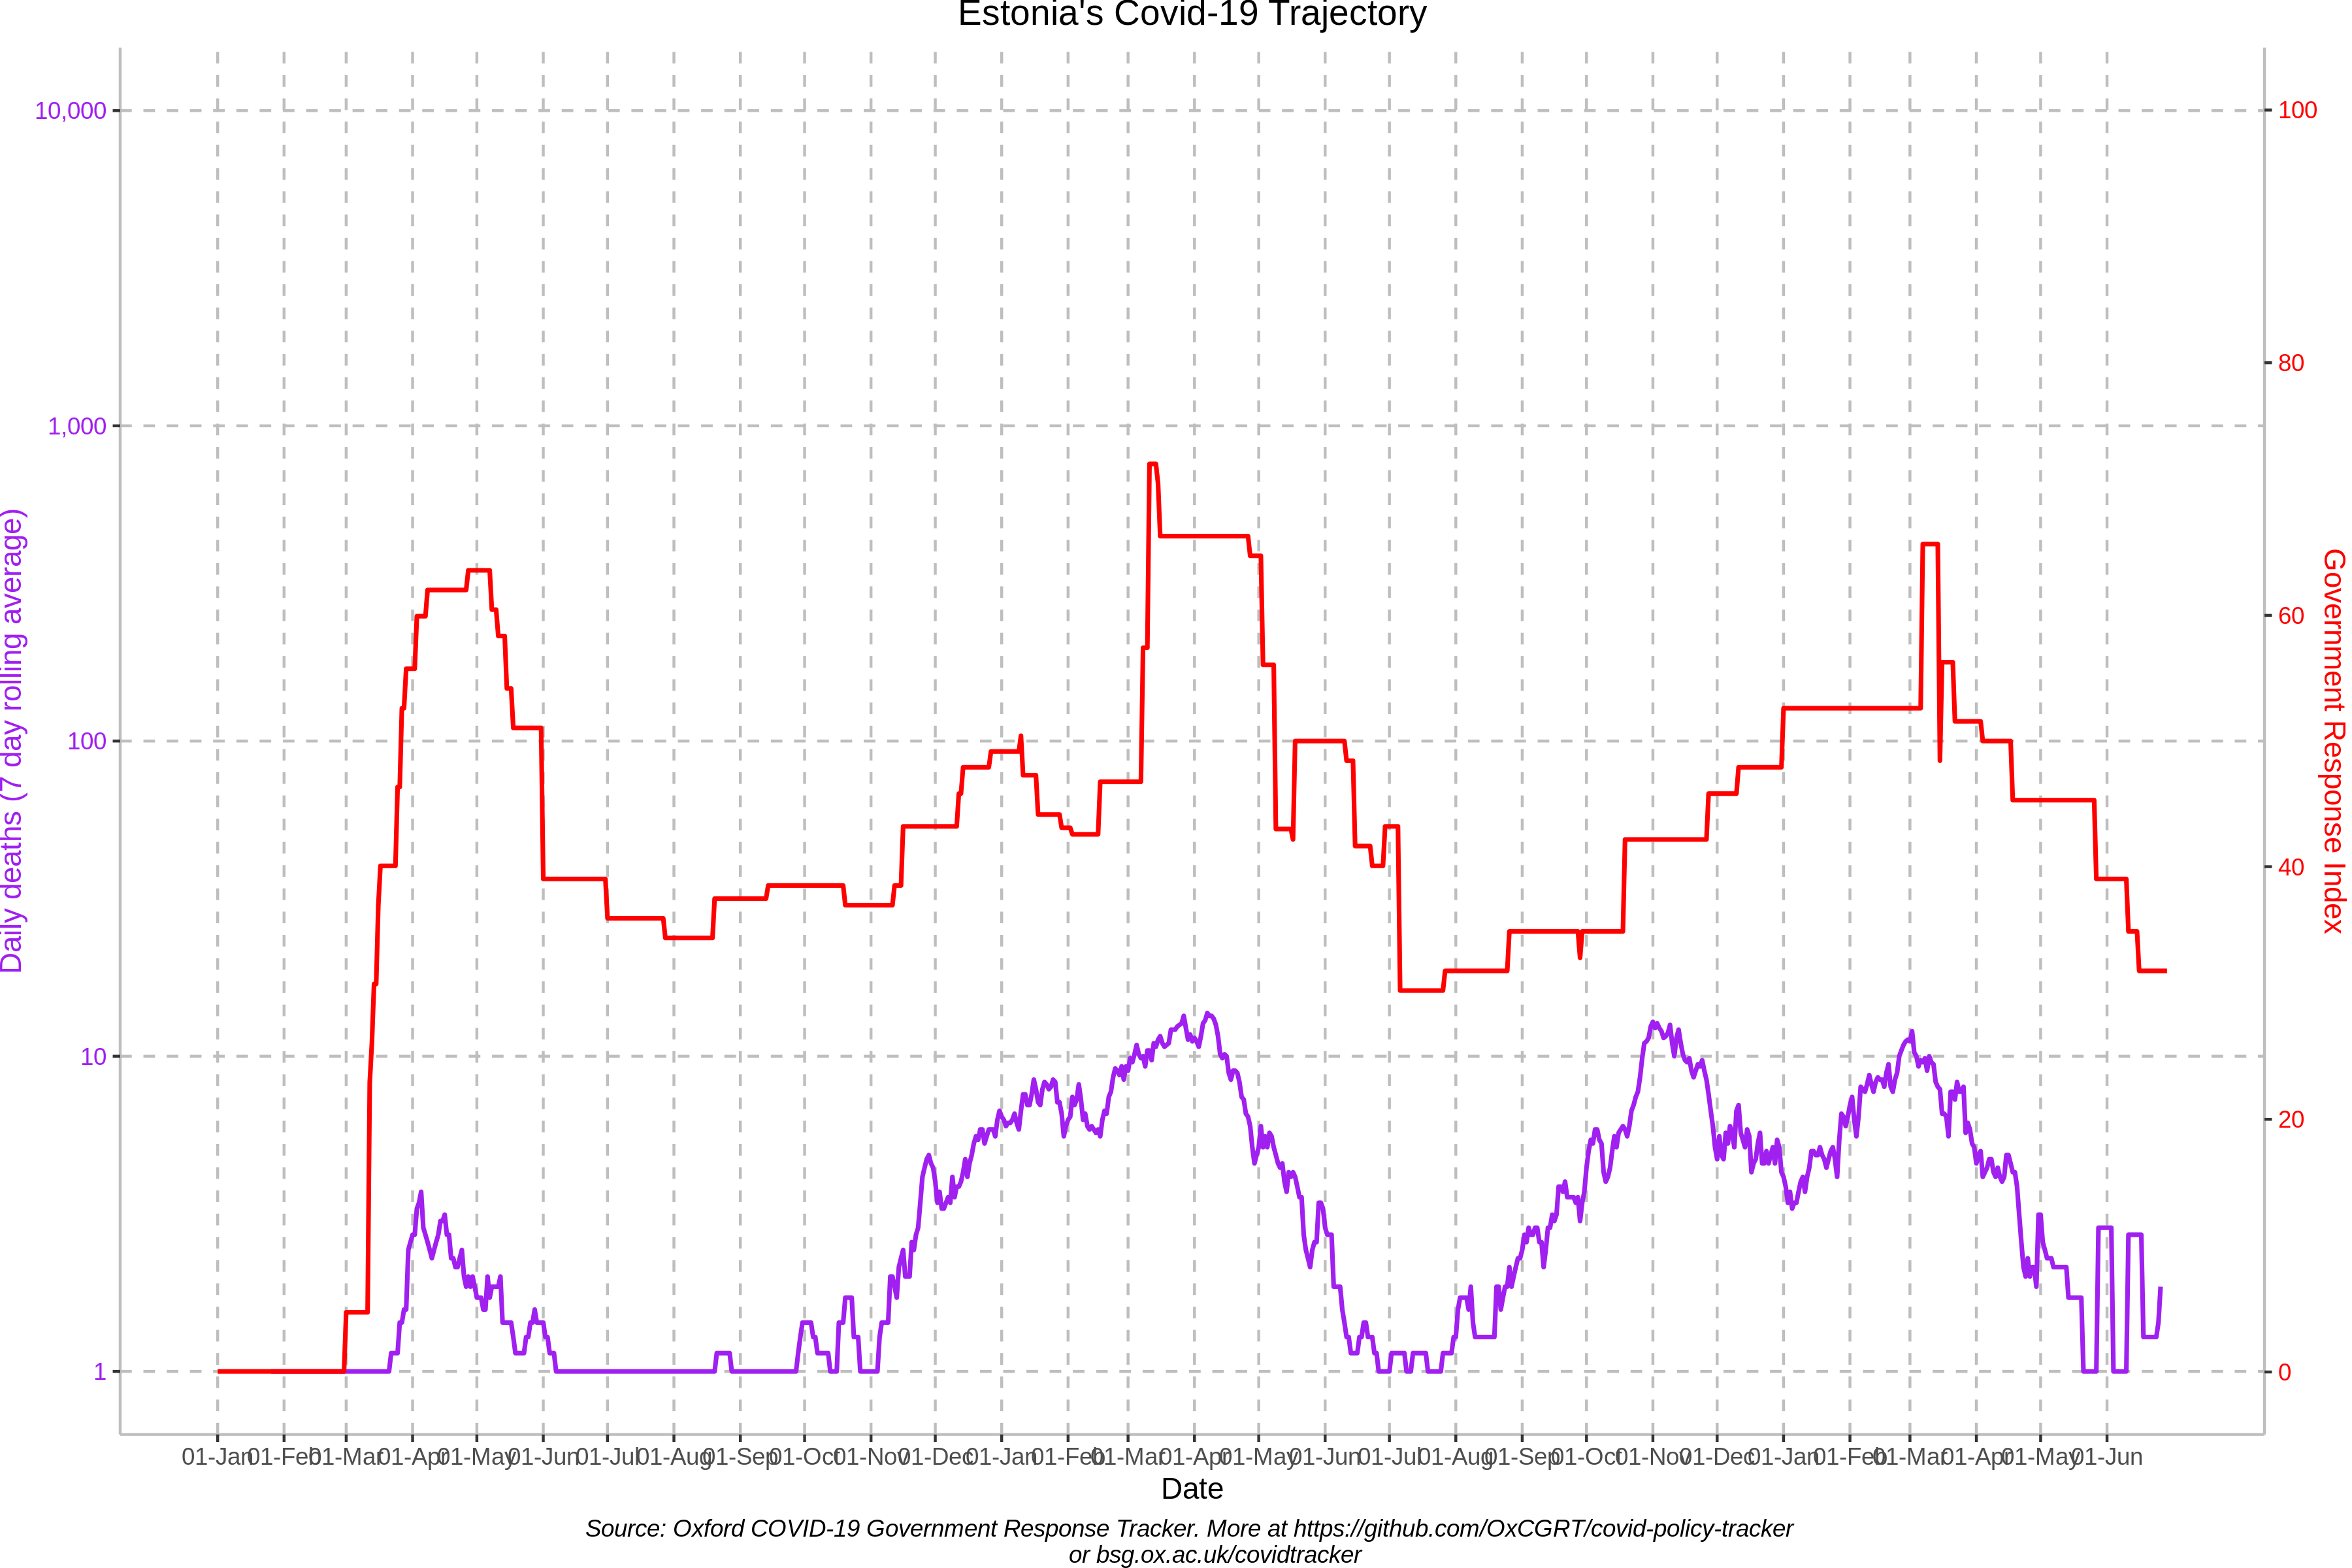 Estonia's Covid-19 Trajectory
10,000
1,000
100
10
1
Daily deaths (7 day rolling average)
100
80
60
40
20
0
Government Response Index
01-Jan 01-Feb 01-Mar 01-Apr 01-May 01-Jun 01-Jul 01-Aug 01-Sep 01-Oct 01-Nov 01-Dec 01-Jan 01-Feb 01-Mar 01-Apr 01-May 01-Jun 01-Jul 01-Aug 01-Sep 01-Oct 01-Nov 01-Dec 01-Jan 01-Feb 01-Mar 01-Apr 01-May 01-Jun
Date
Source: Oxford COVID-19 Government Response Tracker. More at https://github.com/OxCGRT/covid-policy-tracker
or bsg.ox.ac.uk/covidtracker